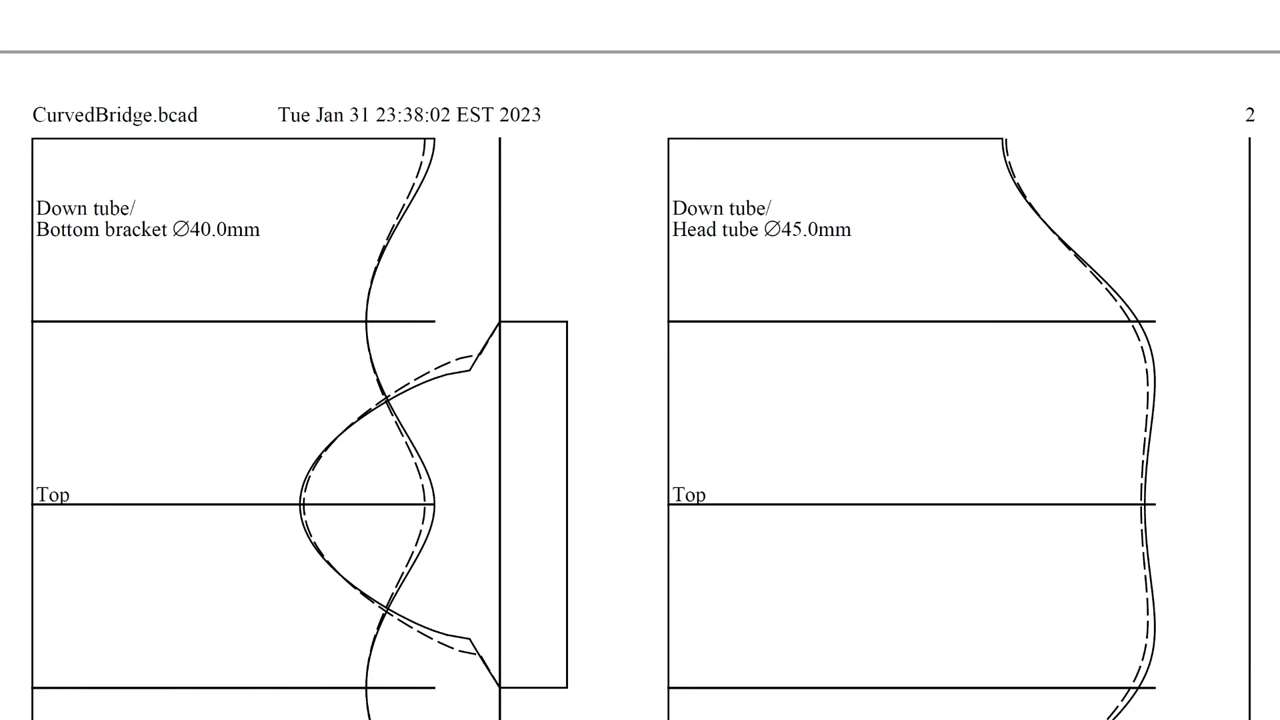 CurvedBridge.bcad Tue Jan 31 23:38:02 EST 2023 2
Down tube/
Bottom bracket ∅40.0mm
Top
Down tube/
Head tube ∅45.0mm
Top